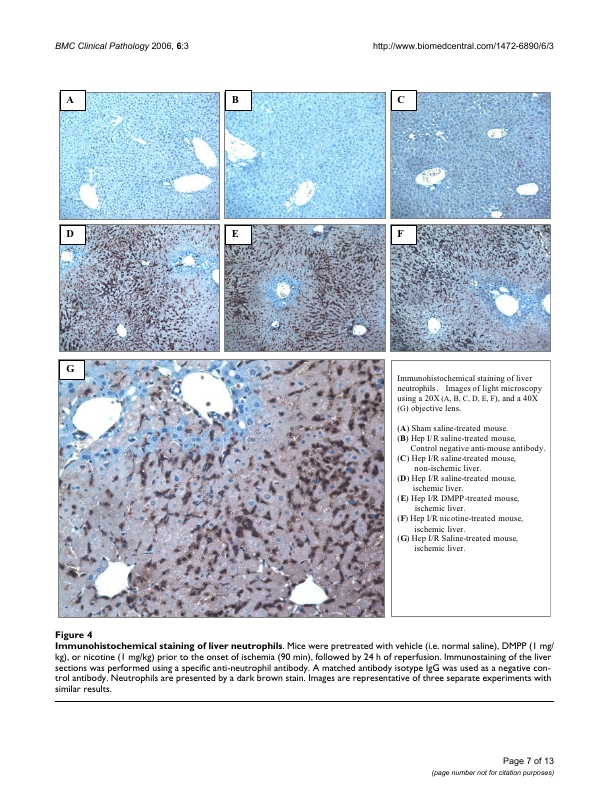 BMC Clinical Pathology 2006, 6:3
http://www.biomedcentral.com/1472-6890/6/3
A
B
C
D
E
F
G
Immunohistochemical staining of liver
neutrophils. Images of light microscopy
using a 20X (A, B, C, D, E, F), and a 40X
(G) objective lens.
(A) Sham saline-treated mouse.
(B) Hep I/R saline-treated mouse,
Control negative anti-mouse antibody.
(C) Hep I/R saline-treated mouse,
non-ischemic liver.
(D) Hep I/R saline-treated mouse,
ischemic liver.
(E) Hep I/R DMPP-treated mouse,
ischemic liver.
(F) Hep I/R nicotine-treated mouse,
ischemic liver.
(G) Hep I/R Saline-treated mouse,
ischemic liver.
Figure 4
Immunohistochemical staining of liver neutrophils. Mice were pretreated with vehicle (i.e. normal saline), DMPP (1 mg/
kg), or nicotine (1 mg/kg) prior to the onset of ischemia (90 min), followed by 24 h of reperfusion. Immunostaining of the liver
sections was performed using a specific anti-neutrophil antibody. A matched antibody isotype IgG was used as a negative con-
trol antibody. Neutrophils are presented by a dark brown stain. Images are representative of three separate experiments with
similar results.
Page 7 of 13
(page number not for citation purposes)